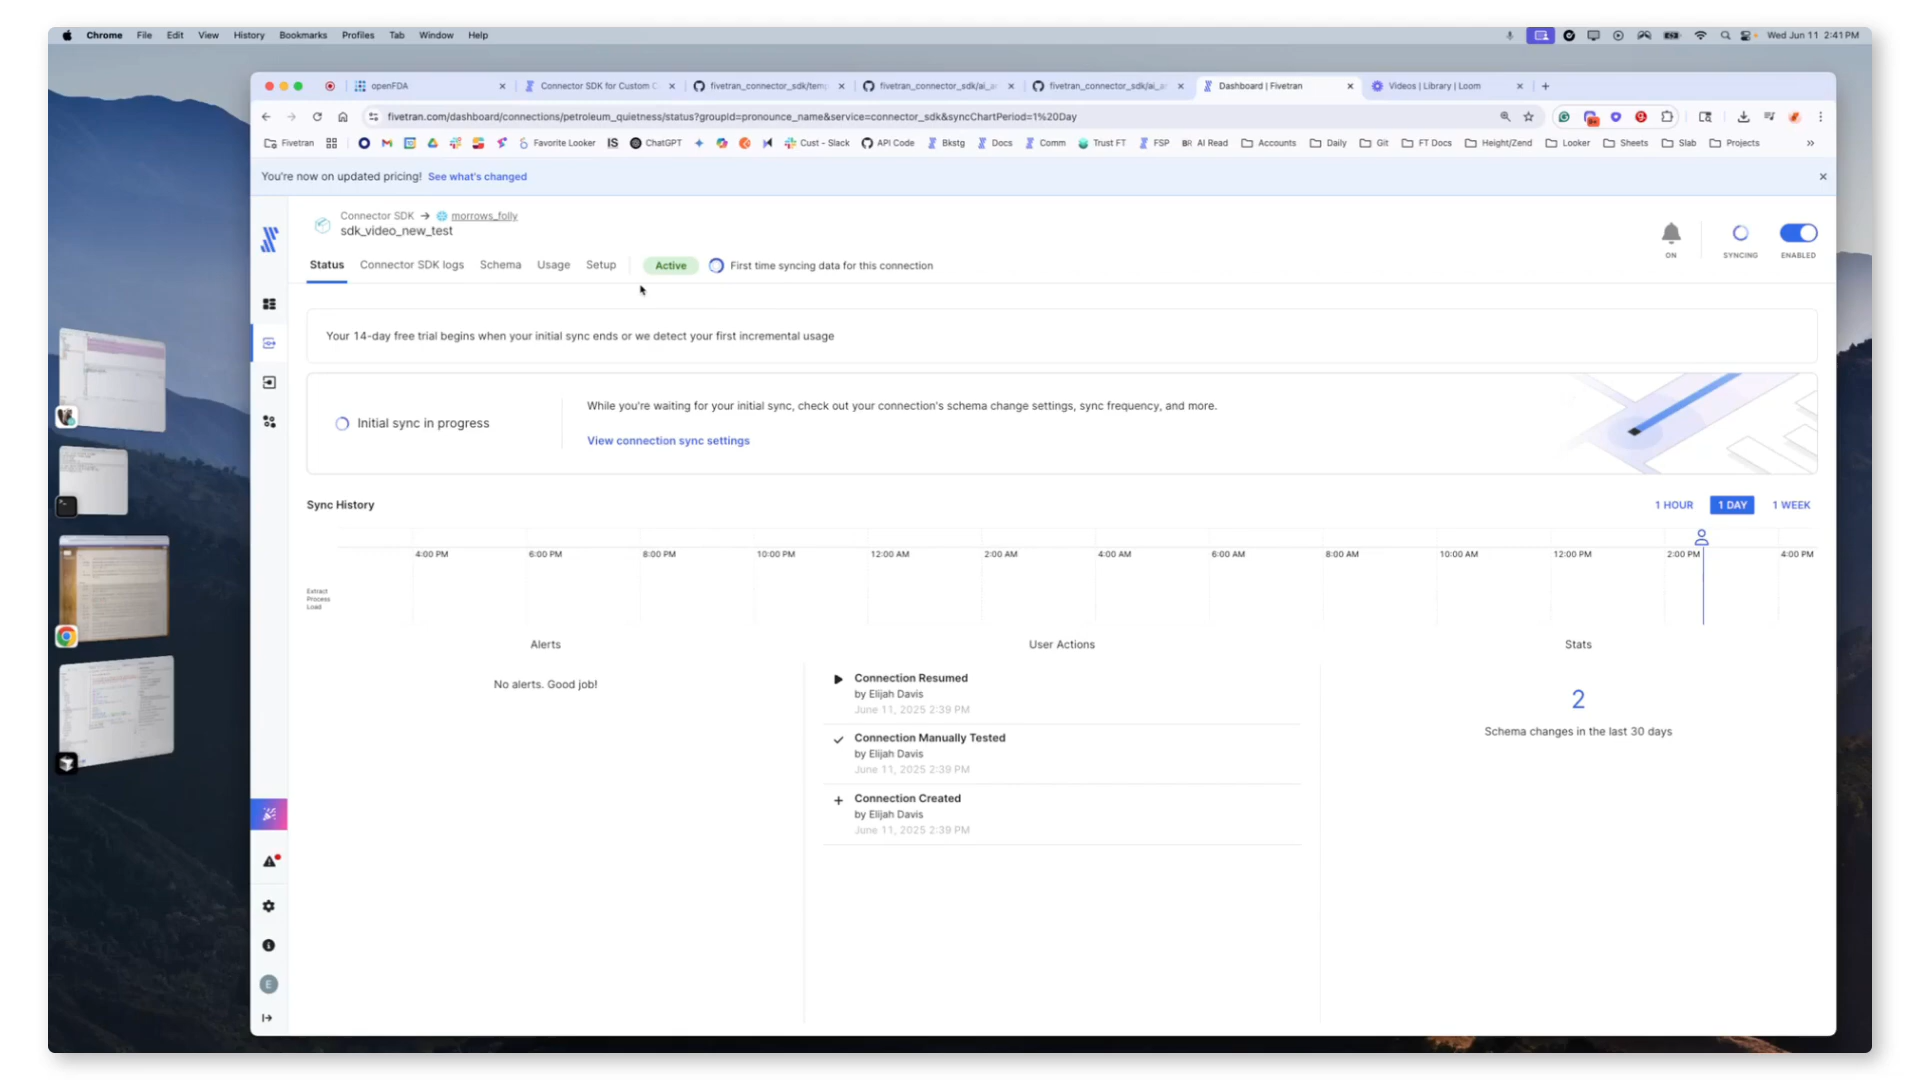 Chrome File Edit View History Bookmarks Profiles Tab Window Help
Wed Jun 11 2:41 PM
openFDA
Connector SDK for Custom C
fivetran_connector_sdk/temp
fivetran_connector_sdk/ai_a
fivetran_connector_sdk/ai_a
Dashboard | Fivetran
Videos | Library | Loom
fivetran.com/dashboard/connections/petroleum_quietness/status?groupId=pronounce_name&service=connector_sdk&syncChartPeriod=1%20Day
Fivetran Favorite Looker IS ChatGPT Cust - Slack API Code Bkstg Docs Comm Trust FT FSP BR AI Read Accounts Daily Git FT Docs Height/Zend Looker Sheets Slab Projects
You're now on updated pricing! See what's changed
Connector SDK → morrows_folly
sdk_video_new_test
ON
SYNCING
ENABLED
Status Connector SDK logs Schema Usage Setup Active First time syncing data for this connection
Your 14-day free trial begins when your initial sync ends or we detect your first incremental usage
Initial sync in progress
While you're waiting for your initial sync, check out your connection's schema change settings, sync frequency, and more.
View connection sync settings
Sync History
1 HOUR 1 DAY 1 WEEK
4:00 PM 6:00 PM 8:00 PM 10:00 PM 12:00 AM 2:00 AM 4:00 AM 6:00 AM 8:00 AM 10:00 AM 12:00 PM 2:00 PM 4:00 PM
Extract
Process
Load
Alerts
No alerts. Good job!
User Actions
Connection Resumed
by Elijah Davis
June 11, 2025 2:39 PM
Connection Manually Tested
by Elijah Davis
June 11, 2025 2:39 PM
Connection Created
by Elijah Davis
June 11, 2025 2:39 PM
Stats
2
Schema changes in the last 30 days
E